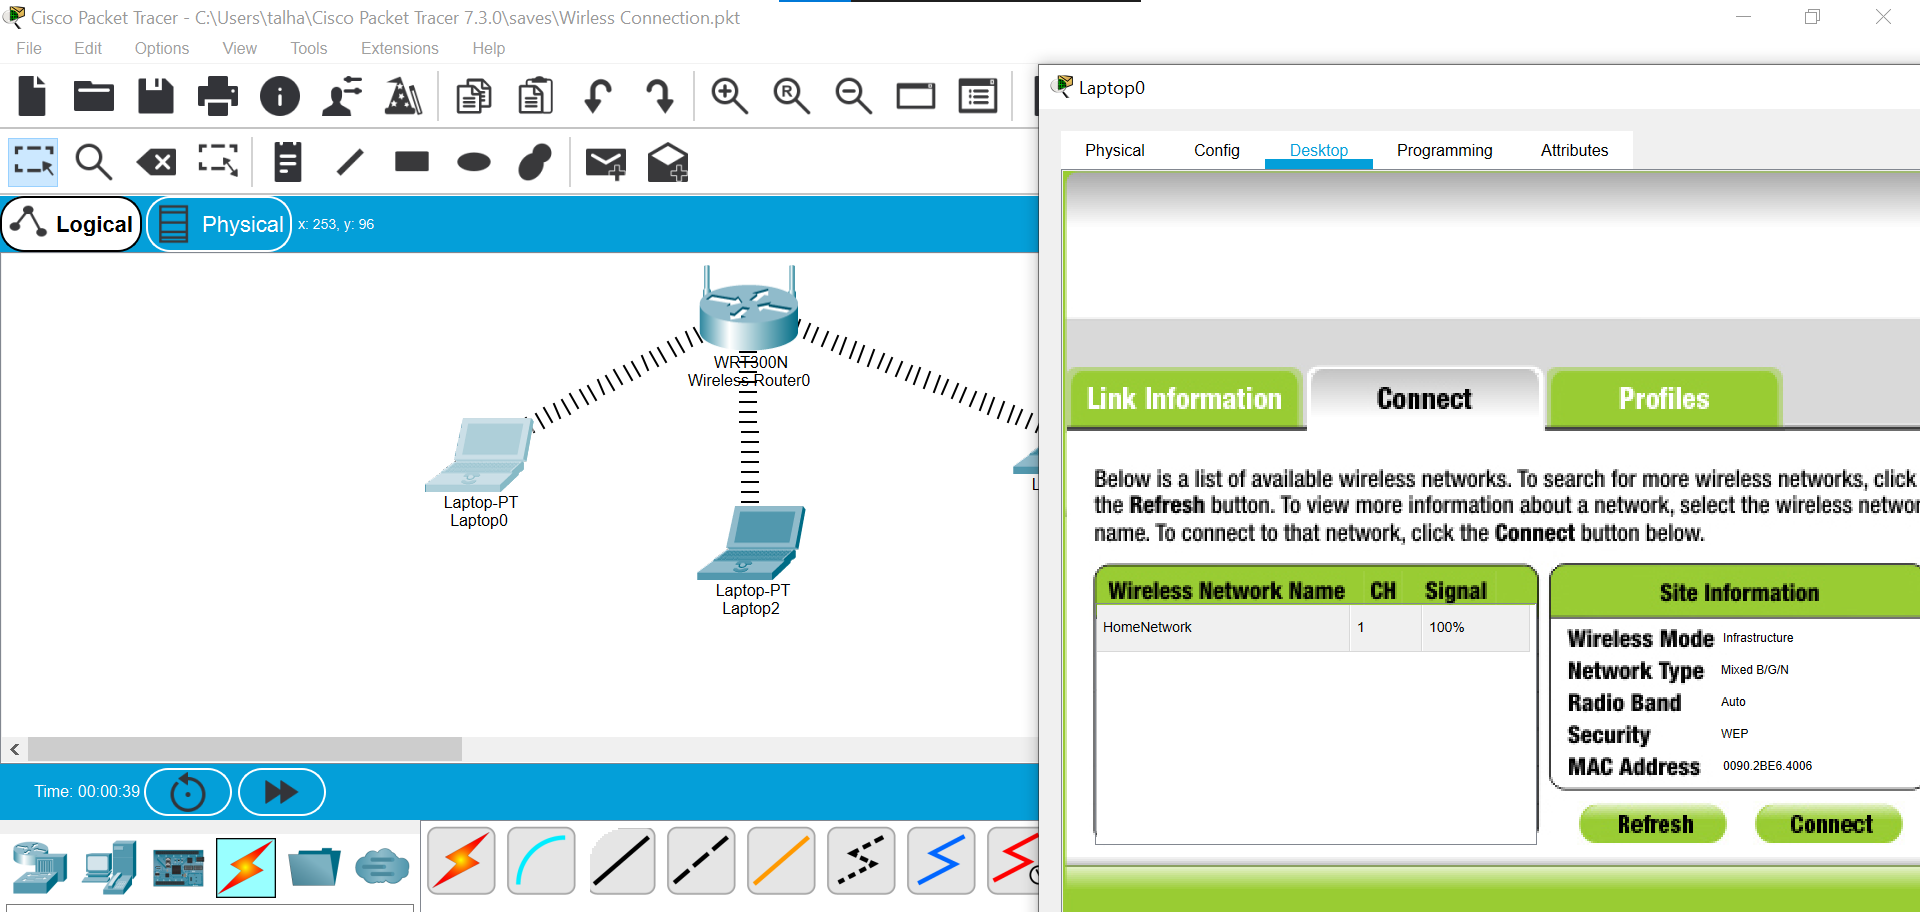 Cisco Packet Tracer - C:\Users\talha\Cisco Packet Tracer 7.3.0\saves\Wirless Connection.pkt
File Edit Options View Tools Extensions Help
R
Logical Physical x: 253, y: 96
WRT300N
Wireless Router0
Laptop-PT
Laptop0
Laptop-PT
Laptop2
L
Time: 00:00:39
Laptop0
Physical Config Desktop Programming Attributes
Link Information Connect Profiles
Below is a list of available wireless networks. To search for more wireless networks, click
the Refresh button. To view more information about a network, select the wireless networ
name. To connect to that network, click the Connect button below.
Wireless Network Name CH Signal
HomeNetwork 1 100%
Site Information
Wireless Mode Infrastructure
Network Type Mixed B/G/N
Radio Band Auto
Security WEP
MAC Address 0090.2BE6.4006
Refresh Connect